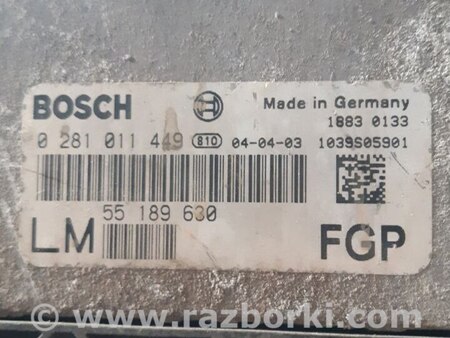 BOSCH
Made in Germany
1883 0133
0 281 011 449 810 04-04-03 1039S05901
55 189 630
LM
FGP
www.razborki.com